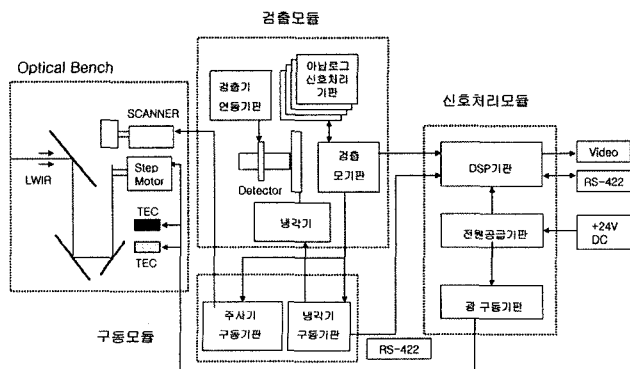 검출모듈
Optical Bench
SCANNER
LWIR
Step
Motor
TEC
TEC
검출기
연동기판
아날로그
신호처리
기판
Detector
검출
모기판
냉각기
신호처리모듈
DSP기판
Video
RS-422
전원공급기판
+24V
DC
광 구동기판
구동모듈
주사기
구동기판
냉각기
구동기판
RS-422